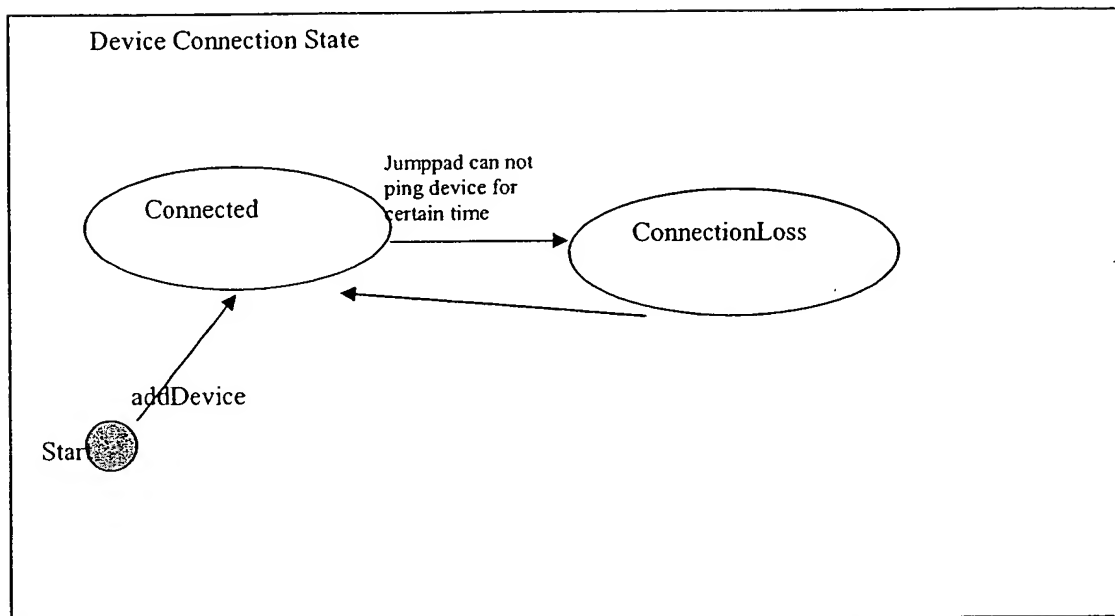 Device Connection State
Jumppad can not
ping device for
certain time
Connected
ConnectionLoss
addDevice
Start